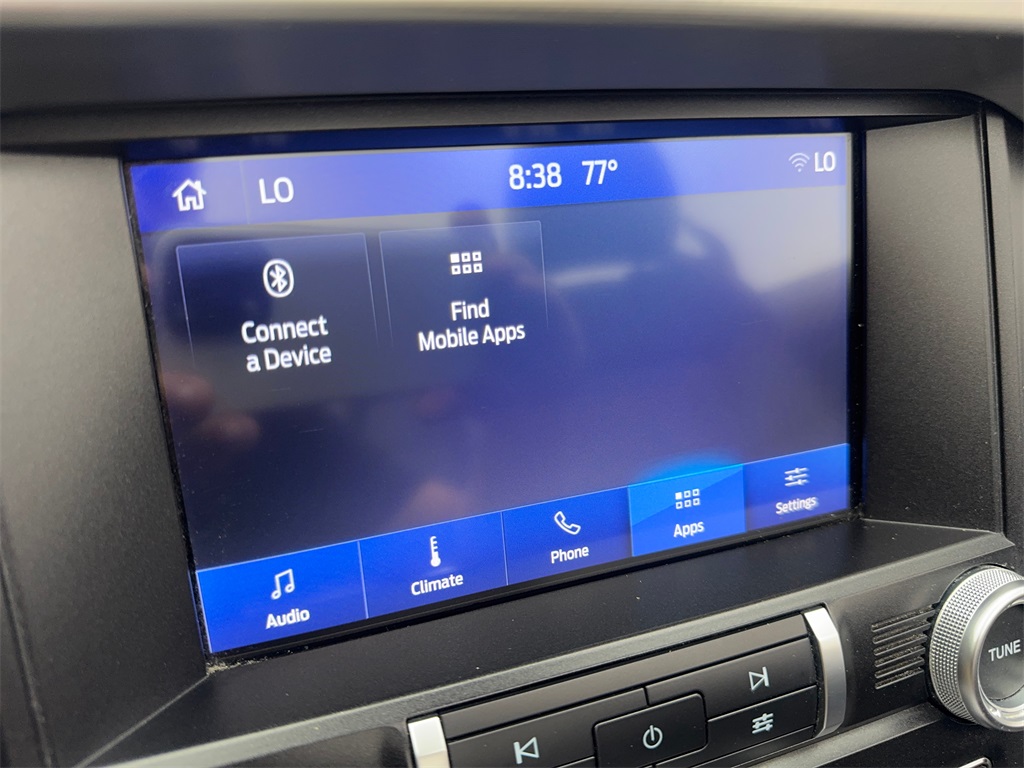 LO 8:38 77° LO
Connect
a Device
Find
Mobile Apps
Audio
Climate
Phone
Apps
Settings
TUNE